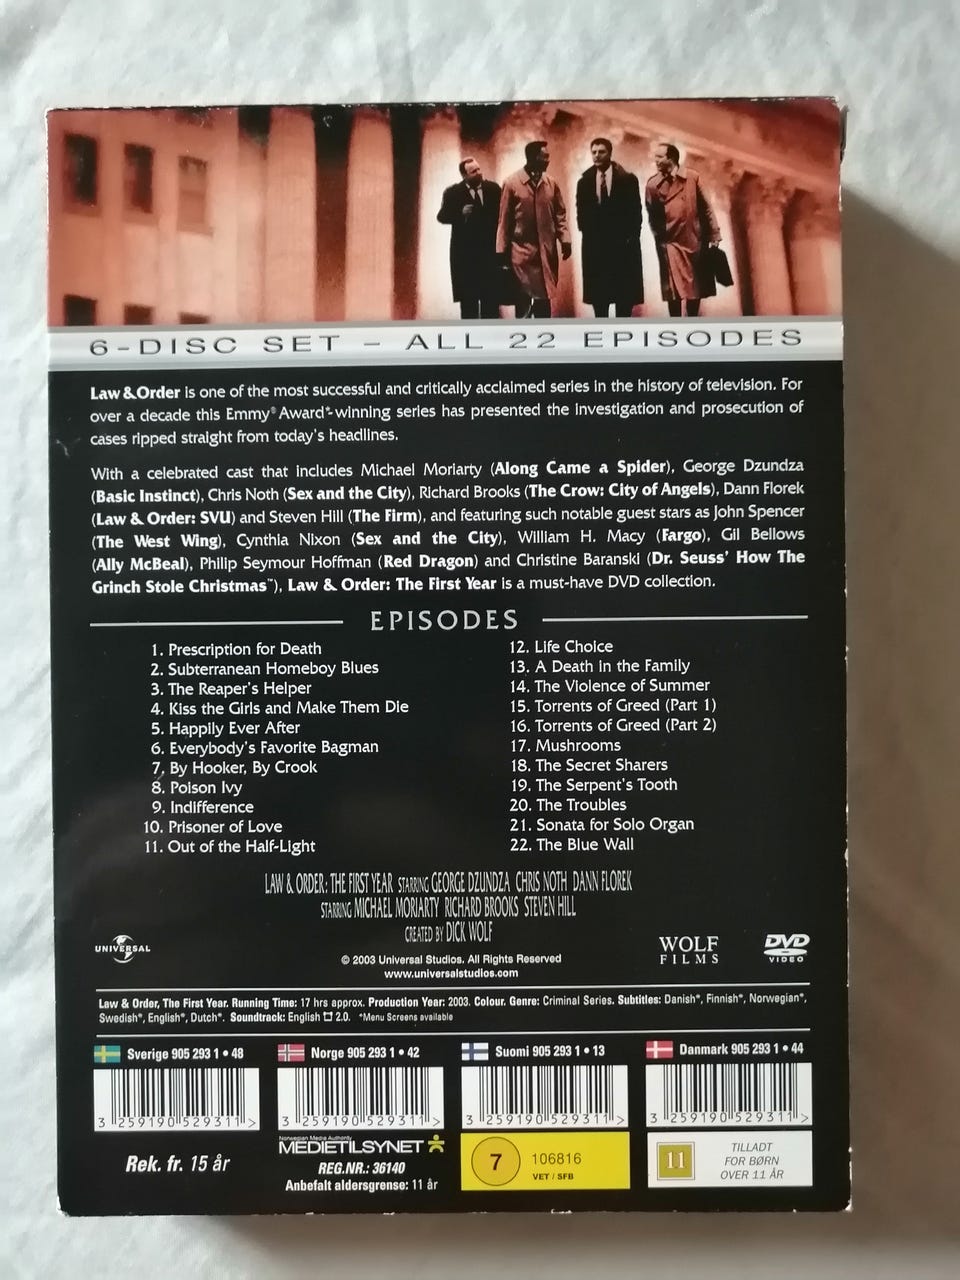 6-DISC SET - ALL 22 EPISODES
Law & Order is one of the most successful and critically acclaimed series in the history of television. For
over a decade this Emmy® Award®-winning series has presented the investigation and prosecution of
cases ripped straight from today's headlines.
With a celebrated cast that includes Michael Moriarty (Along Came a Spider), George Dzundza
(Basic Instinct), Chris Noth (Sex and the City), Richard Brooks (The Crow: City of Angels), Dann Florek
(Law & Order: SVU) and Steven Hill (The Firm), and featuring such notable guest stars as John Spencer
(The West Wing), Cynthia Nixon (Sex and the City), William H. Macy (Fargo), Gil Bellows
(Ally McBeal), Philip Seymour Hoffman (Red Dragon) and Christine Baranski (Dr. Seuss' How The
Grinch Stole Christmas™), Law & Order: The First Year is a must-have DVD collection.
EPISODES
1. Prescription for Death
2. Subterranean Homeboy Blues
3. The Reaper's Helper
4. Kiss the Girls and Make Them Die
5. Happily Ever After
6. Everybody's Favorite Bagman
7. By Hooker, By Crook
8. Poison Ivy
9. Indifference
10. Prisoner of Love
11. Out of the Half-Light
12. Life Choice
13. A Death in the Family
14. The Violence of Summer
15. Torrents of Greed (Part 1)
16. Torrents of Greed (Part 2)
17. Mushrooms
18. The Secret Sharers
19. The Serpent's Tooth
20. The Troubles
21. Sonata for Solo Organ
22. The Blue Wall
LAW & ORDER: THE FIRST YEAR STARRING GEORGE DZUNDZA CHRIS NOTH DANN FLOREK
STARRING MICHAEL MORIARTY RICHARD BROOKS STEVEN HILL
CREATED BY DICK WOLF
UNIVERSAL
© 2003 Universal Studios. All Rights Reserved
www.universalstudios.com
WOLF
FILMS
DVD
VIDEO
Law & Order, The First Year. Running Time: 17 hrs approx. Production Year: 2003. Colour. Genre: Criminal Series. Subtitles: Danish*, Finnish*, Norwegian*,
Swedish*, English*, Dutch*. Soundtrack: English 2.0. *Menu Screens available
Sverige 905 293 1 • 48
3 259190 529311 >
Rek. fr. 15 år
Norge 905 293 1 • 42
3 259190 529311 >
Norwegian Media Authority
MEDIETILSYNET
REG.NR.: 36140
Anbefalt aldersgrense: 11 år
Suomi 905 293 1 • 13
3 259190 529311 >
7
106816
VET / SFB
Danmark 905 293 1 • 44
3 259190 529311 >
11
TILLADT
FOR BØRN
OVER 11 ÅR